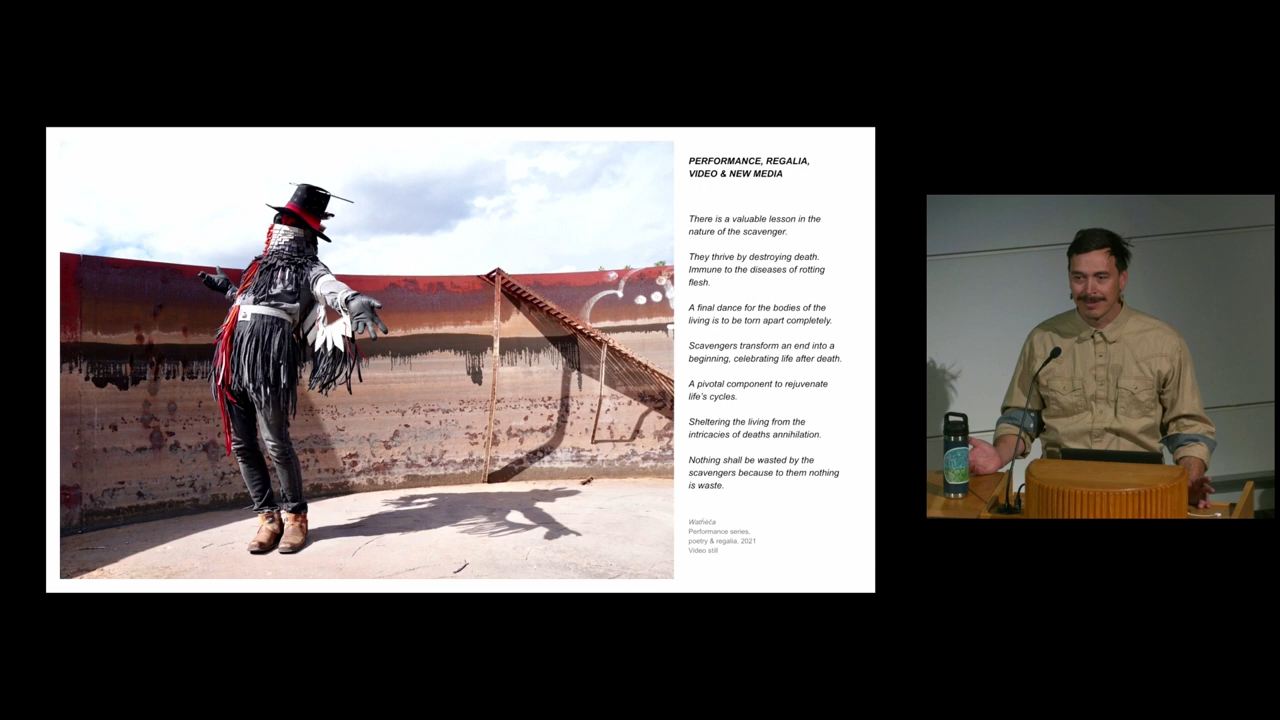 PERFORMANCE, REGALIA,
VIDEO & NEW MEDIA
There is a valuable lesson in the
nature of the scavenger.
They thrive by destroying death.
Immune to the diseases of rotting
flesh.
A final dance for the bodies of the
living is to be torn apart completely.
Scavengers transform an end into a
beginning, celebrating life after death.
A pivotal component to rejuvenate
life's cycles.
Sheltering the living from the
intricacies of deaths annihilation.
Nothing shall be wasted by the
scavengers because to them nothing
is waste.
Performance series,
poetry & regalia, 2021
Video still